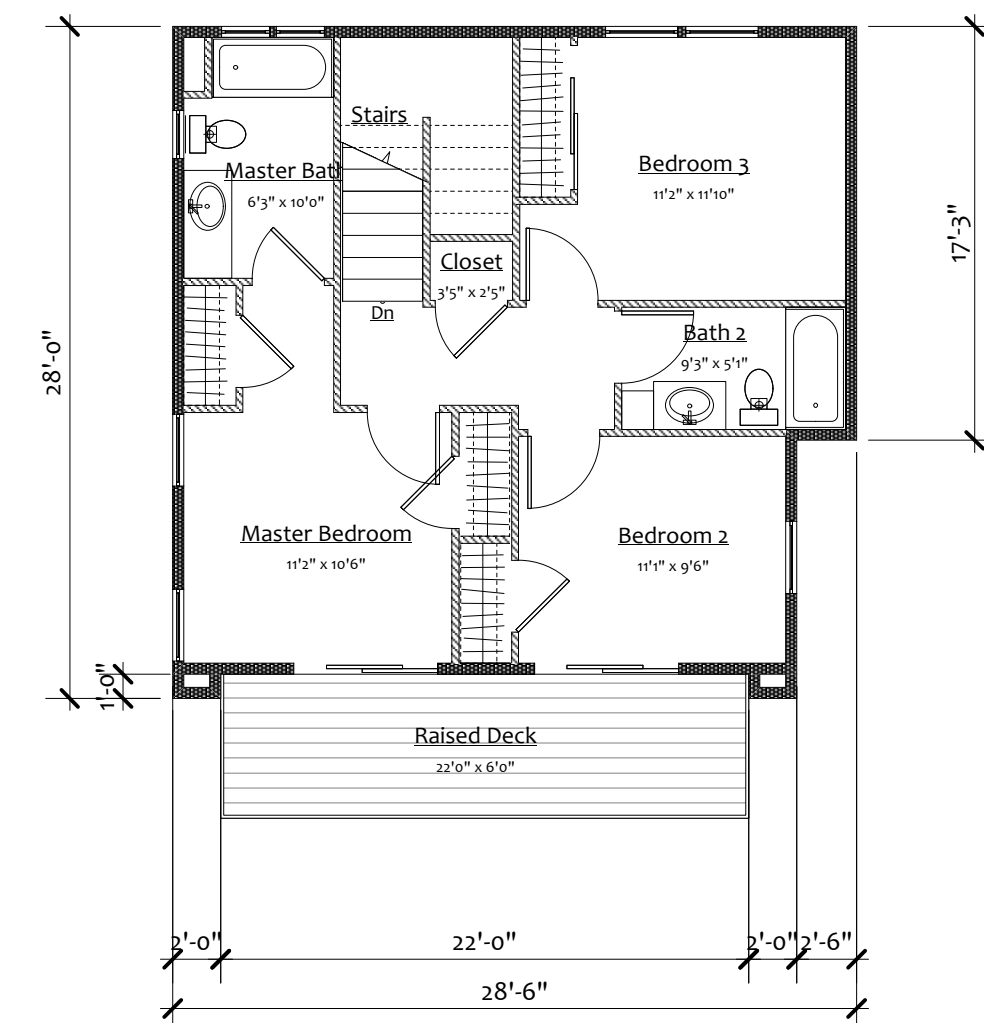 Stairs
Master Bath
6'3" x 10'0"
Bedroom 3
11'2" x 11'10"
17'-3"
Closet
3'5" x 2'5"
Dn
Bath 2
9'3" x 5'1"
28'-0"
Master Bedroom
11'2" x 10'6"
Bedroom 2
11'1" x 9'6"
1'-0"
Raised Deck
22'0" x 6'0"
2'-0"
22'-0"
2'-0"
2'-6"
28'-6"